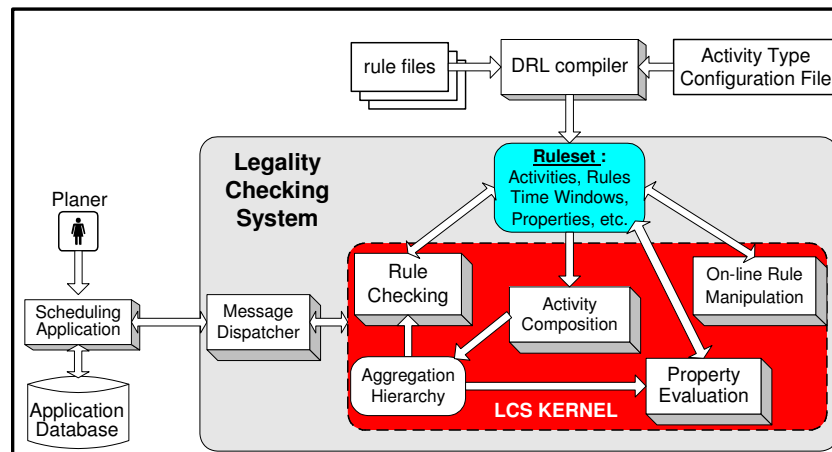 rule files
DRL compiler
Activity Type
Configuration File
Legality
Checking
System
Ruleset :
Activities, Rules
Time Windows,
Properties, etc.
Planer
Scheduling
Application
Message
Dispatcher
Rule
Checking
Activity
Composition
On-line Rule
Manipulation
Aggregation
Hierarchy
Property
Evaluation
LCS KERNEL
Application
Database